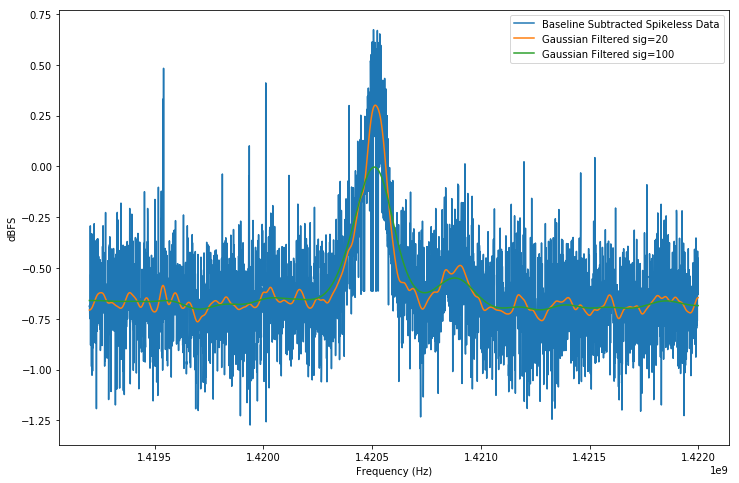 Baseline Subtracted Spikeless Data
Gaussian Filtered sig=20
Gaussian Filtered sig=100
dBFS
0.75
0.50
0.25
0.00
−0.25
−0.50
−0.75
−1.00
−1.25
1.4195 1.4200 1.4205 1.4210 1.4215 1.4220
1e9
Frequency (Hz)